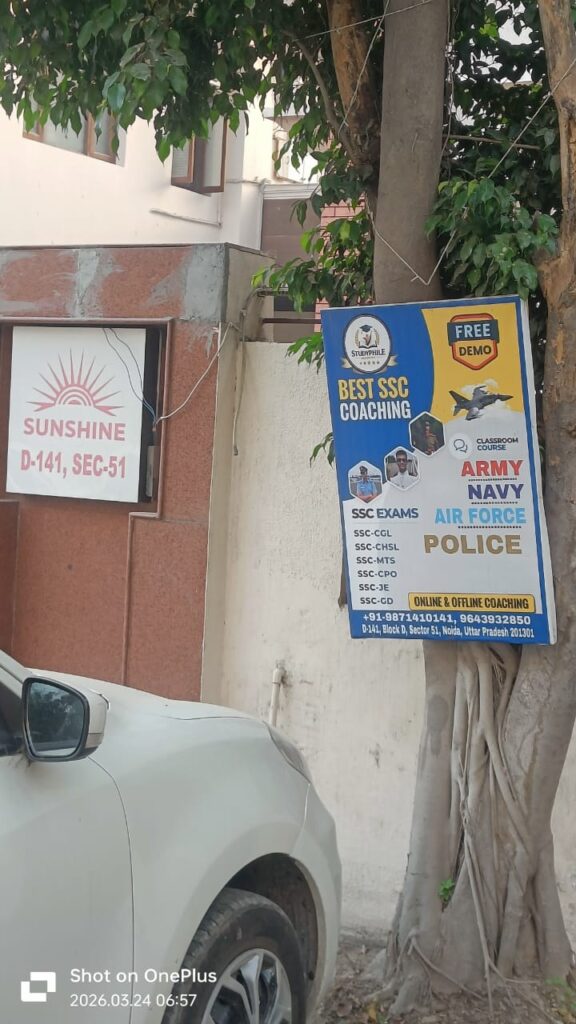 SUNSHINE
D-141, SEC-51
STUDYPHILE
FREE
DEMO
BEST SSC
COACHING
CLASSROOM
COURSE
ARMY
NAVY
AIR FORCE
POLICE
SSC EXAMS
SSC-CGL
SSC-CHSL
SSC-MTS
SSC-CPO
SSC-JE
SSC-GD
ONLINE & OFFLINE COACHING
+91-9871410141, 9643932850
D-141, Block D, Sector 51, Noida, Uttar Pradesh 201301
Shot on OnePlus
2026.03.24 06:57